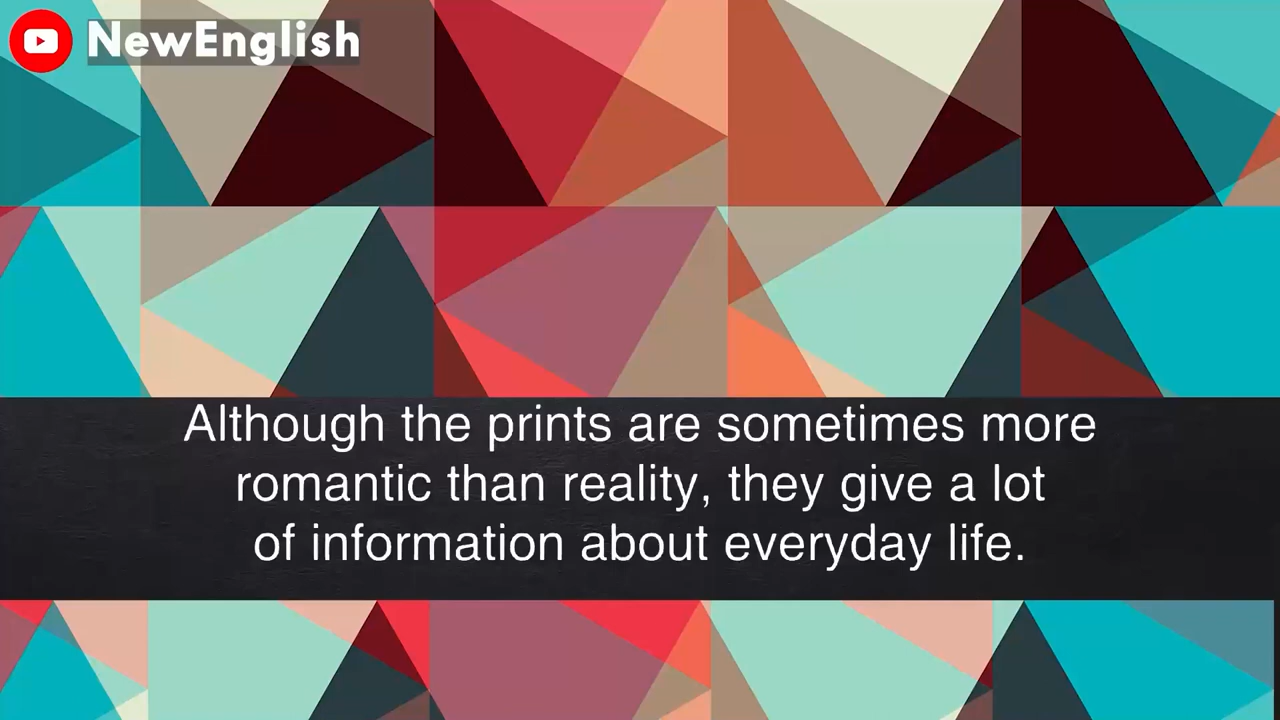 NewEnglish
Although the prints are sometimes more
romantic than reality, they give a lot
of information about everyday life.